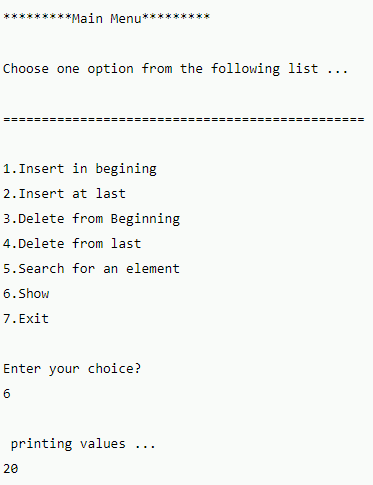 *********Main Menu*********
Choose one option from the following list ...
===============================================
1.Insert in begining
2.Insert at last
3.Delete from Beginning
4.Delete from last
5.Search for an element
6.Show
7.Exit
Enter your choice?
6
printing values ...
20